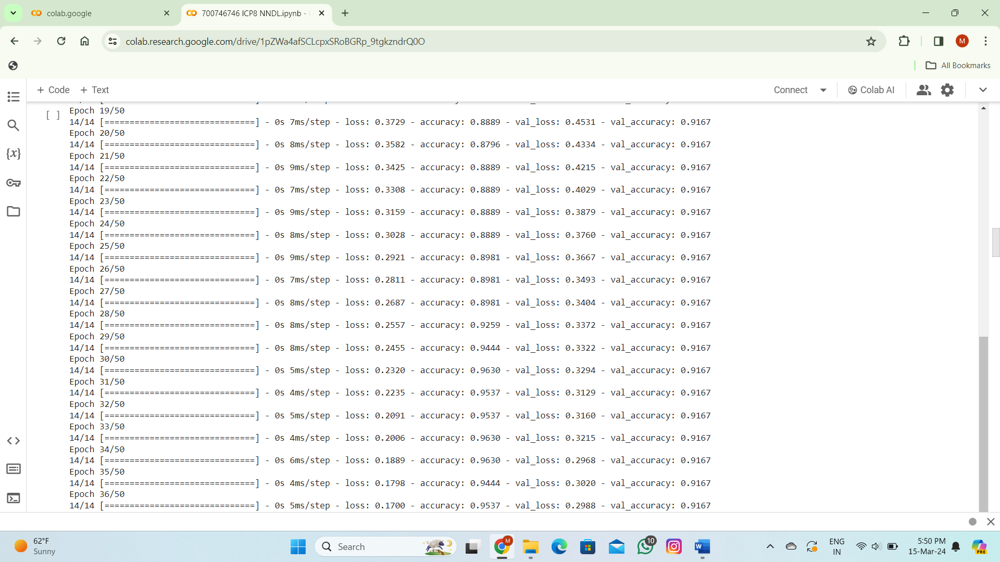 colab.google
700746746 ICP8 NNDL.ipynb -
colab.research.google.com/drive/1pZWa4afSCLcpxSRoBGRp_9tgkzndrQ0O
M
All Bookmarks
+ Code + Text
Connect
Colab AI
[ ]
Epoch 19/50
14/14 [==============================] - 0s 7ms/step - loss: 0.3729 - accuracy: 0.8889 - val_loss: 0.4531 - val_accuracy: 0.9167
Epoch 20/50
14/14 [==============================] - 0s 8ms/step - loss: 0.3582 - accuracy: 0.8796 - val_loss: 0.4334 - val_accuracy: 0.9167
Epoch 21/50
14/14 [==============================] - 0s 9ms/step - loss: 0.3425 - accuracy: 0.8889 - val_loss: 0.4215 - val_accuracy: 0.9167
Epoch 22/50
14/14 [==============================] - 0s 7ms/step - loss: 0.3308 - accuracy: 0.8889 - val_loss: 0.4029 - val_accuracy: 0.9167
Epoch 23/50
14/14 [==============================] - 0s 9ms/step - loss: 0.3159 - accuracy: 0.8889 - val_loss: 0.3879 - val_accuracy: 0.9167
Epoch 24/50
14/14 [==============================] - 0s 8ms/step - loss: 0.3028 - accuracy: 0.8889 - val_loss: 0.3760 - val_accuracy: 0.9167
Epoch 25/50
14/14 [==============================] - 0s 9ms/step - loss: 0.2921 - accuracy: 0.8981 - val_loss: 0.3667 - val_accuracy: 0.9167
Epoch 26/50
14/14 [==============================] - 0s 7ms/step - loss: 0.2811 - accuracy: 0.8981 - val_loss: 0.3493 - val_accuracy: 0.9167
Epoch 27/50
14/14 [==============================] - 0s 8ms/step - loss: 0.2687 - accuracy: 0.8981 - val_loss: 0.3404 - val_accuracy: 0.9167
Epoch 28/50
14/14 [==============================] - 0s 8ms/step - loss: 0.2557 - accuracy: 0.9259 - val_loss: 0.3372 - val_accuracy: 0.9167
Epoch 29/50
14/14 [==============================] - 0s 8ms/step - loss: 0.2455 - accuracy: 0.9444 - val_loss: 0.3322 - val_accuracy: 0.9167
Epoch 30/50
14/14 [==============================] - 0s 5ms/step - loss: 0.2320 - accuracy: 0.9630 - val_loss: 0.3294 - val_accuracy: 0.9167
Epoch 31/50
14/14 [==============================] - 0s 4ms/step - loss: 0.2235 - accuracy: 0.9537 - val_loss: 0.3129 - val_accuracy: 0.9167
Epoch 32/50
14/14 [==============================] - 0s 5ms/step - loss: 0.2091 - accuracy: 0.9537 - val_loss: 0.3160 - val_accuracy: 0.9167
Epoch 33/50
14/14 [==============================] - 0s 4ms/step - loss: 0.2006 - accuracy: 0.9630 - val_loss: 0.3215 - val_accuracy: 0.9167
Epoch 34/50
14/14 [==============================] - 0s 6ms/step - loss: 0.1889 - accuracy: 0.9630 - val_loss: 0.2968 - val_accuracy: 0.9167
Epoch 35/50
14/14 [==============================] - 0s 4ms/step - loss: 0.1798 - accuracy: 0.9444 - val_loss: 0.3020 - val_accuracy: 0.9167
Epoch 36/50
14/14 [==============================] - 0s 5ms/step - loss: 0.1700 - accuracy: 0.9537 - val_loss: 0.2988 - val_accuracy: 0.9167
62°F
Sunny
Search
M
10
W
ENG
IN
5:50 PM
15-Mar-24
PRE